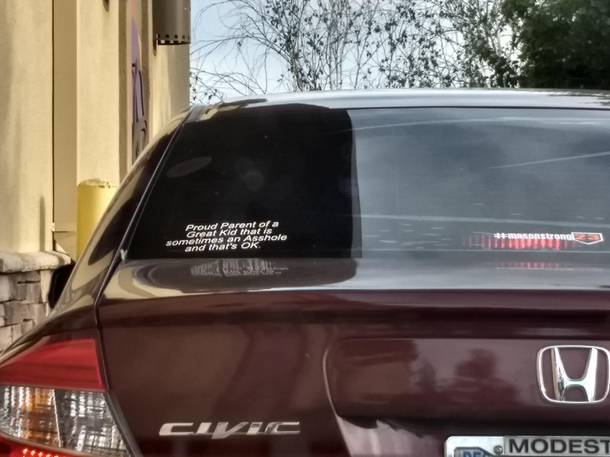 Proud Parent of a
Great Kid that is
sometimes an Asshole
and that's OK.
#masonstrong
CIVIC
MODEST